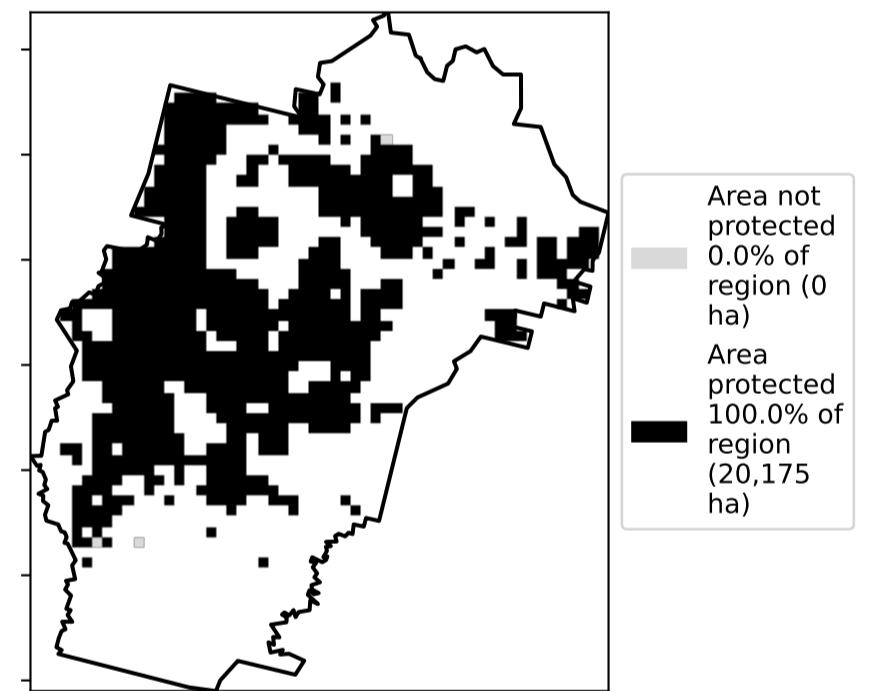 Area not
protected
0.0% of
region (0
ha)
Area
protected
100.0% of
region
(20,175
ha)